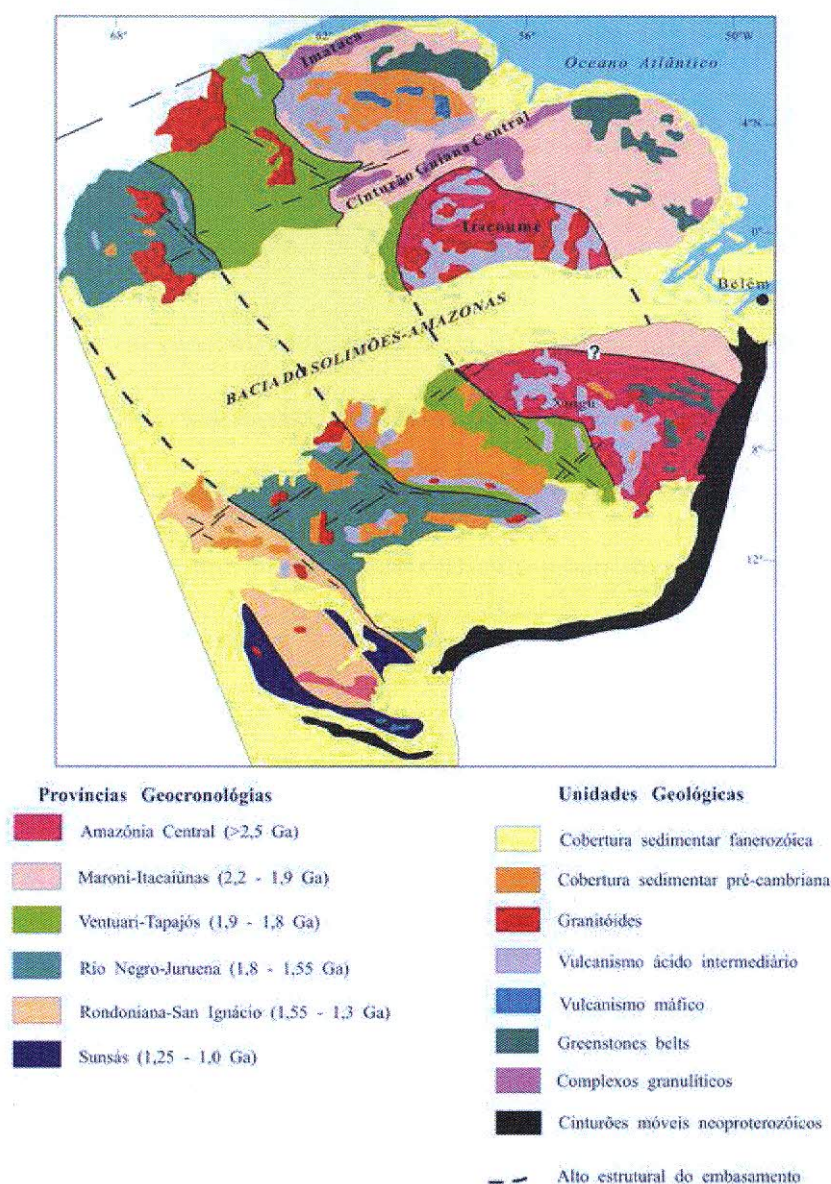 68°
62°
56°
50°W
Imataca
Oceano Atlântico
4°N
Cinturão Guiana Central
Iracoumé
0°
Belém
BACIA DO SOLIMÕES-AMAZONAS
?
Xingu
8°
12°
Províncias Geocronológias
Amazônia Central (>2,5 Ga)
Maroni-Itacaiúnas (2,2 - 1,9 Ga)
Ventuari-Tapajós (1,9 - 1,8 Ga)
Rio Negro-Juruena (1,8 - 1,55 Ga)
Rondoniana-San Ignácio (1,55 - 1,3 Ga)
Sunsás (1,25 - 1,0 Ga)
Unidades Geológicas
Cobertura sedimentar fanerozóica
Cobertura sedimentar pré-cambriana
Granitóides
Vulcanismo ácido intermediário
Vulcanismo máfico
Greenstones belts
Complexos granulíticos
Cinturões móveis neoproterozóicos
Alto estrutural do embasamento